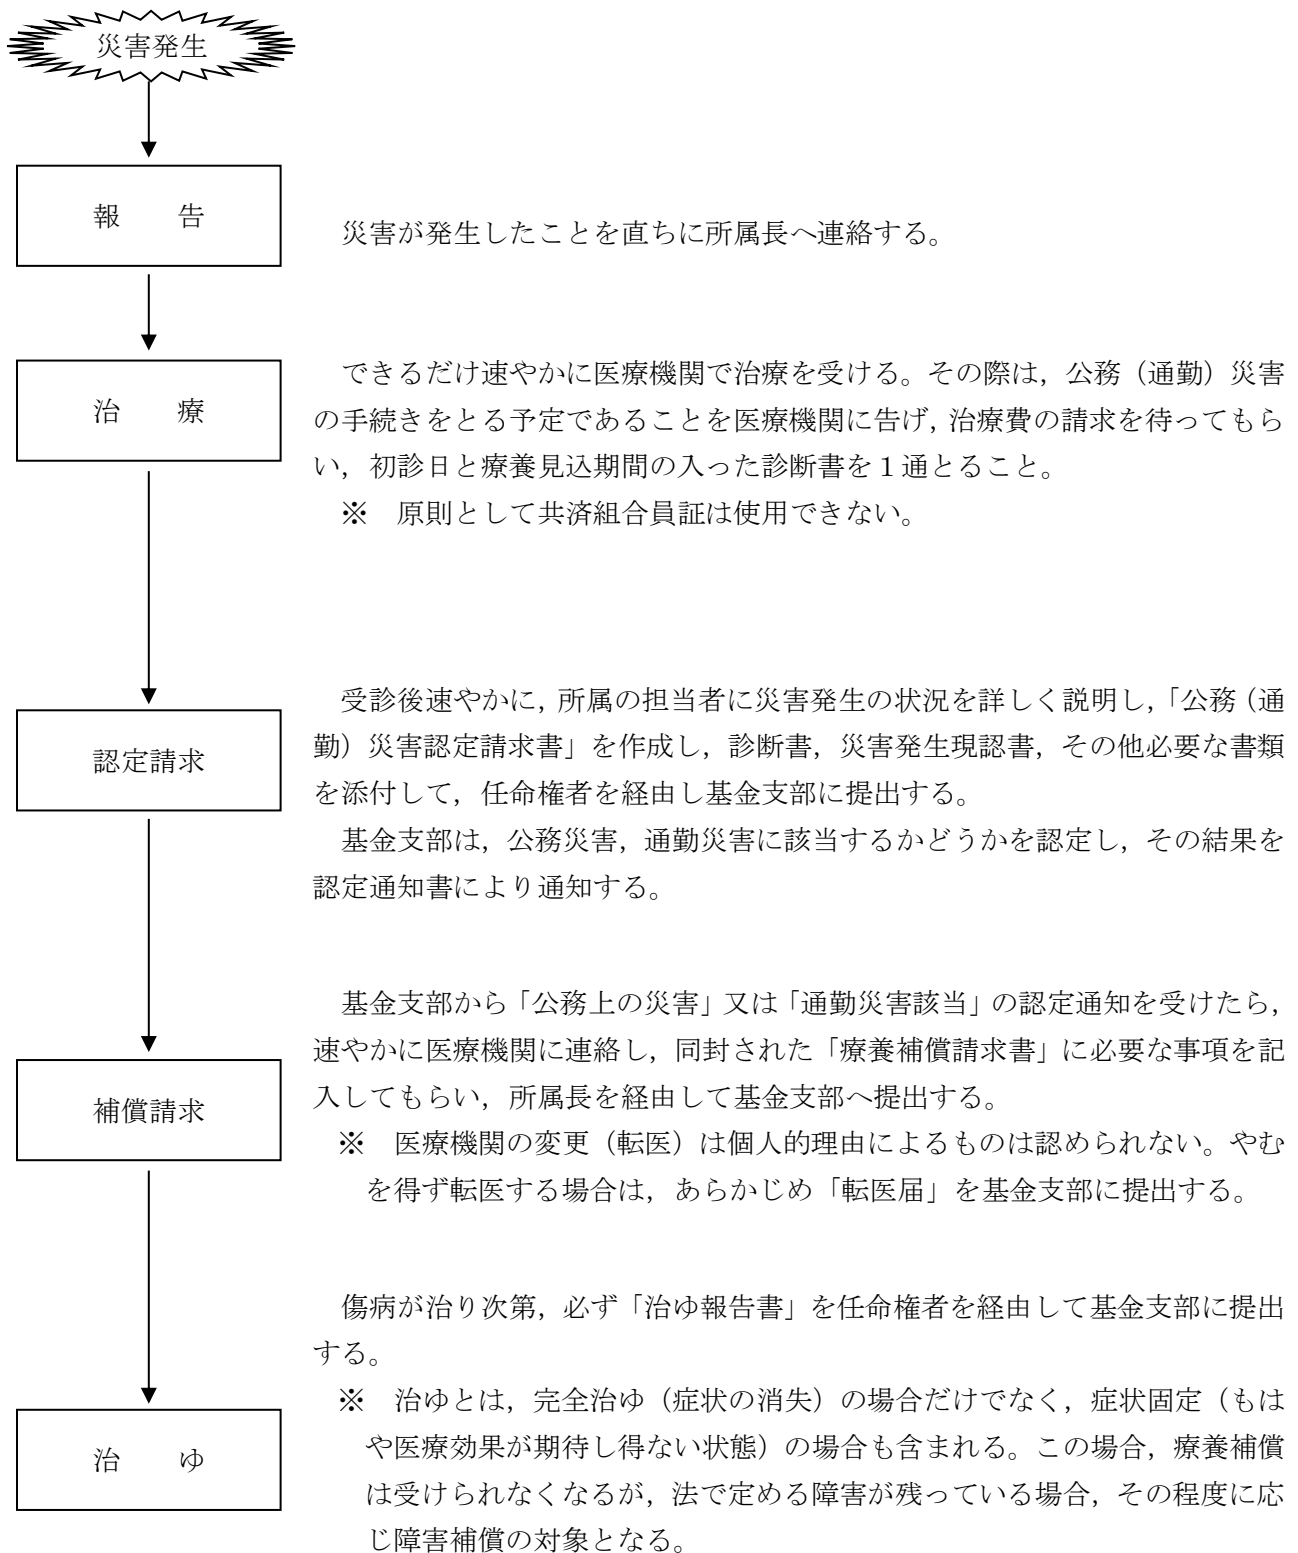 災害発生
報　　告
災害が発生したことを直ちに所属長へ連絡する。
治　　療
できるだけ速やかに医療機関で治療を受ける。その際は，公務（通勤）災害
の手続きをとる予定であることを医療機関に告げ，治療費の請求を待ってもら
い，初診日と療養見込期間の入った診断書を１通とること。
※　原則として共済組合員証は使用できない。
認定請求
受診後速やかに，所属の担当者に災害発生の状況を詳しく説明し，「公務（通
勤）災害認定請求書」を作成し，診断書，災害発生現認書，その他必要な書類
を添付して，任命権者を経由し基金支部に提出する。
基金支部は，公務災害，通勤災害に該当するかどうかを認定し，その結果を
認定通知書により通知する。
補償請求
基金支部から「公務上の災害」又は「通勤災害該当」の認定通知を受けたら，
速やかに医療機関に連絡し，同封された「療養補償請求書」に必要な事項を記
入してもらい，所属長を経由して基金支部へ提出する。
※　医療機関の変更（転医）は個人的理由によるものは認められない。やむ
を得ず転医する場合は，あらかじめ「転医届」を基金支部に提出する。
治　　ゆ
傷病が治り次第，必ず「治ゆ報告書」を任命権者を経由して基金支部に提出
する。
※　治ゆとは，完全治ゆ（症状の消失）の場合だけでなく，症状固定（もは
や医療効果が期待し得ない状態）の場合も含まれる。この場合，療養補償
は受けられなくなるが，法で定める障害が残っている場合，その程度に応
じ障害補償の対象となる。